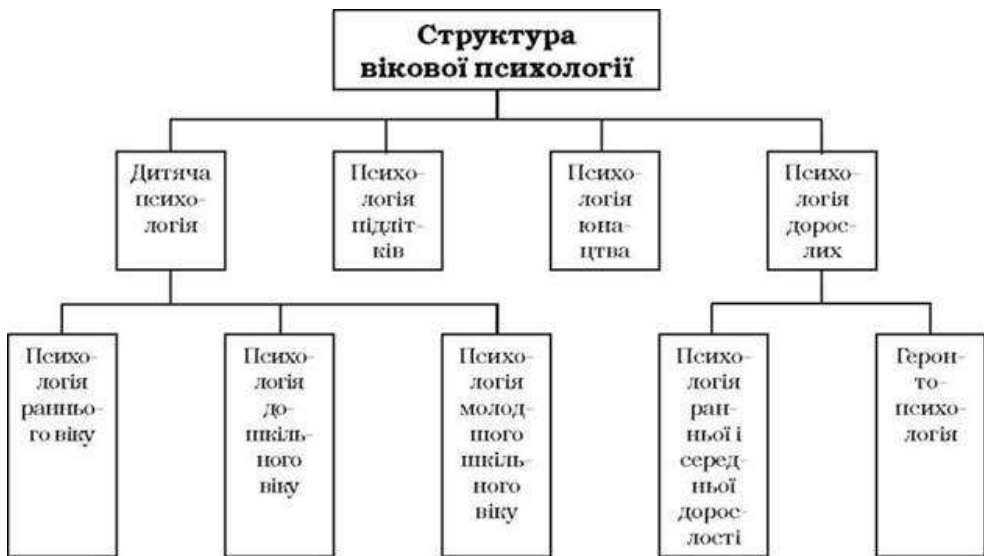 Структура
вікової психології
Дитяча
психо-
логія
Психо-
логія
підліт-
ків
Психо-
логія
юна-
цтва
Психо-
логія
дорос-
лих
Психо-
логія
ранньо-
го віку
Психо-
логія
до-
шкіль-
ного
віку
Психо-
логія
молод-
шого
шкіль-
ного
віку
Психо-
логія
ран-
ньої і
серед-
ньої
дорос-
лості
Герон-
то-
психо-
логія